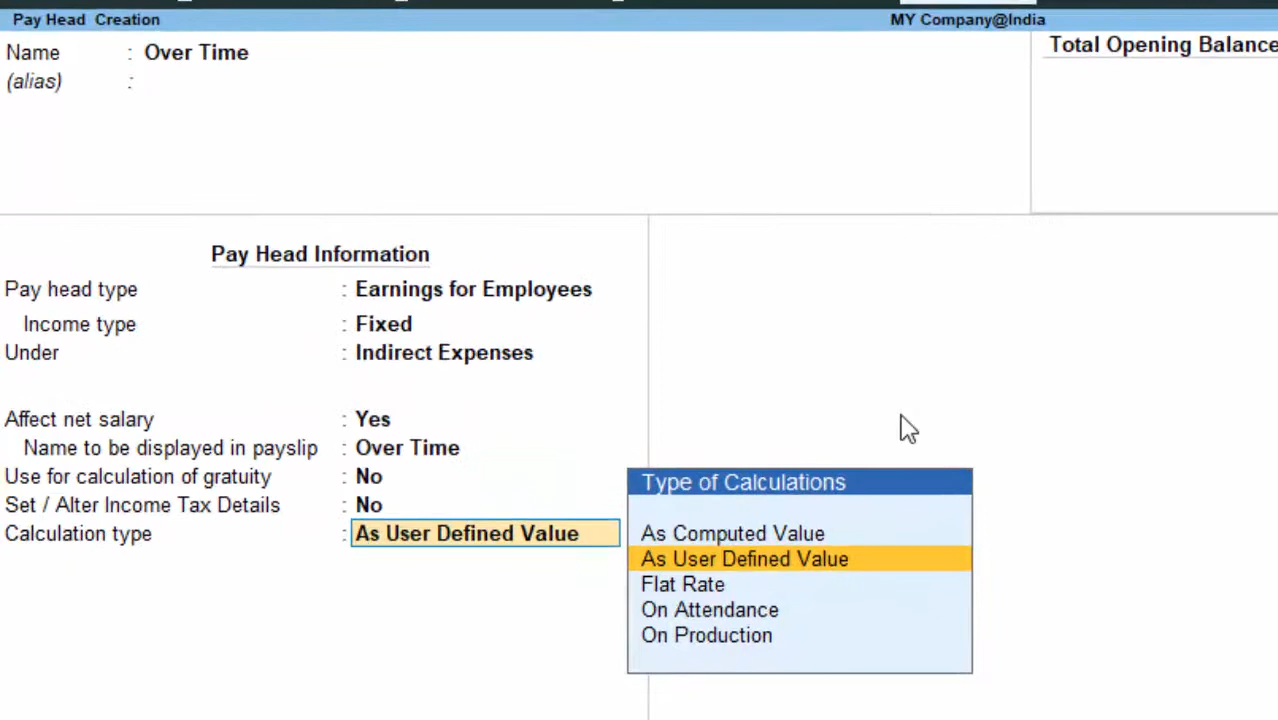 Pay Head Creation
MY Company@India
Name : Over Time
(alias) :
Total Opening Balance
Pay Head Information
Pay head type : Earnings for Employees
Income type : Fixed
Under : Indirect Expenses
Affect net salary : Yes
Name to be displayed in payslip : Over Time
Use for calculation of gratuity : No
Set / Alter Income Tax Details : No
Calculation type : As User Defined Value
Type of Calculations
As Computed Value
As User Defined Value
Flat Rate
On Attendance
On Production